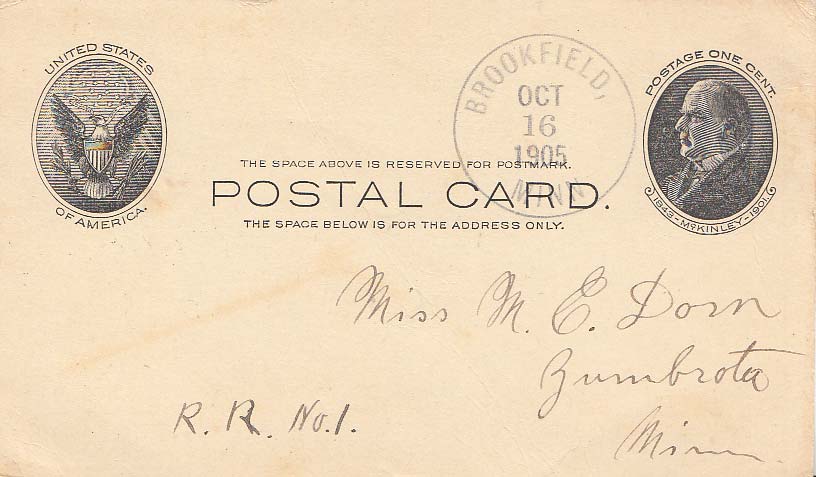 UNITED STATES
OF AMERICA.
BROOKFIELD,
OCT
16
1905
MINN
POSTAGE ONE CENT.
1843-McKINLEY-1901.
THE SPACE ABOVE IS RESERVED FOR POSTMARK.
POSTAL CARD.
THE SPACE BELOW IS FOR THE ADDRESS ONLY.
Miss M. E. Dorn
Zumbrota
Minn.
R. R. No. 1.